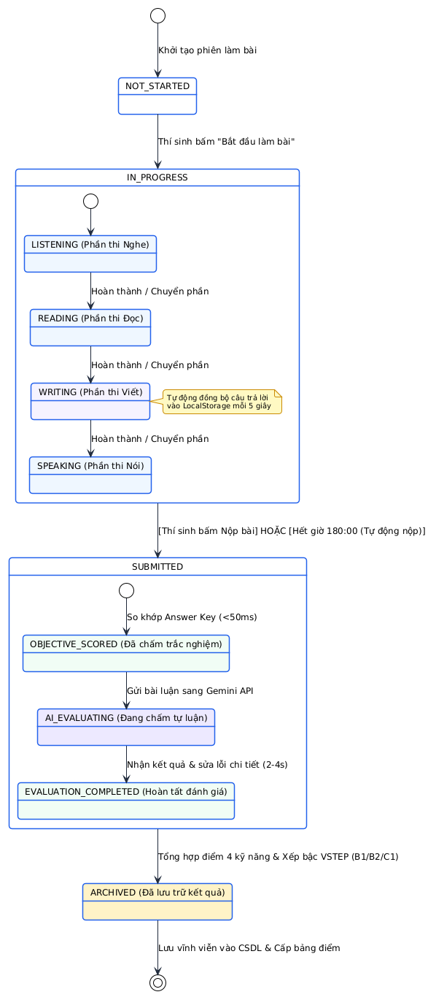 Khởi tạo phiên làm bài
NOT_STARTED
Thí sinh bấm "Bắt đầu làm bài"
IN_PROGRESS
LISTENING (Phần thi Nghe)
Hoàn thành / Chuyển phần
READING (Phần thi Đọc)
Hoàn thành / Chuyển phần
WRITING (Phần thi Viết)
Tự động đồng bộ câu trả lời
vào LocalStorage mỗi 5 giây
Hoàn thành / Chuyển phần
SPEAKING (Phần thi Nói)
[Thí sinh bấm Nộp bài] HOẶC [Hết giờ 180:00 (Tự động nộp)]
SUBMITTED
So khớp Answer Key (<50ms)
OBJECTIVE_SCORED (Đã chấm trắc nghiệm)
Gửi bài luận sang Gemini API
AI_EVALUATING (Đang chấm tự luận)
Nhận kết quả & sửa lỗi chi tiết (2-4s)
EVALUATION_COMPLETED (Hoàn tất đánh giá)
Tổng hợp điểm 4 kỹ năng & Xếp bậc VSTEP (B1/B2/C1)
ARCHIVED (Đã lưu trữ kết quả)
Lưu vĩnh viễn vào CSDL & Cấp bảng điểm